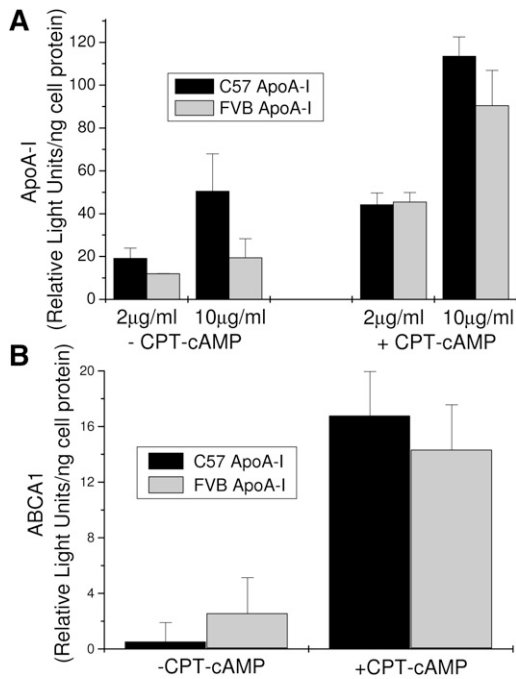 A
ApoA-I
(Relative Light Units/ng cell protein)
120
100
80
60
40
20
0
C57 ApoA-I
FVB ApoA-I
2µg/ml 10µg/ml 2µg/ml 10µg/ml
- CPT-cAMP + CPT-cAMP
B
ABCA1
(Relative Light Units/ng cell protein)
20
16
12
8
4
0
C57 ApoA-I
FVB ApoA-I
-CPT-cAMP +CPT-cAMP